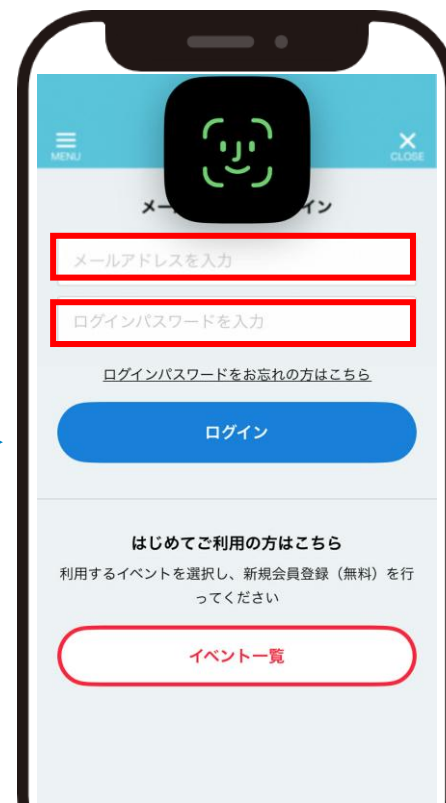 MENU
CLOSE
メー
イン
メールアドレスを入力
ログインパスワードを入力
ログインパスワードをお忘れの方はこちら
ログイン
はじめてご利用の方はこちら
利用するイベントを選択し、新規会員登録（無料）を行
ってください
イベント一覧